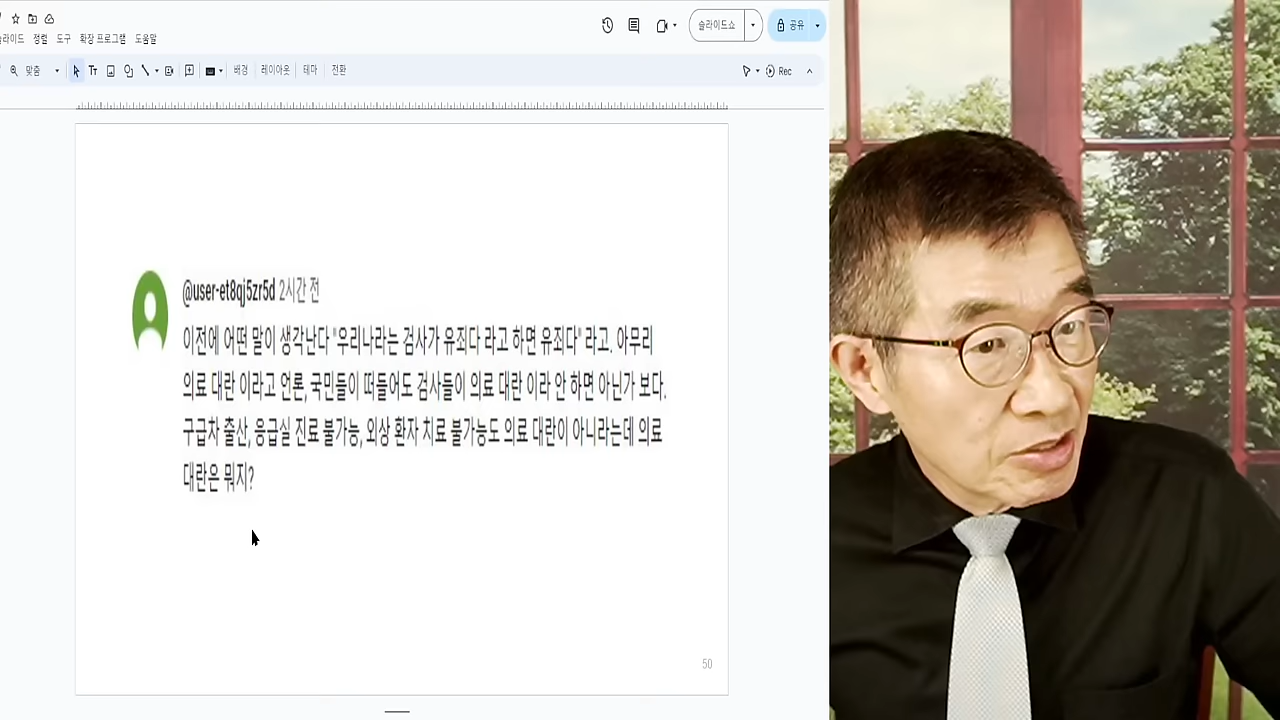 슬라이드쇼
공유
라이드 정렬 도구 확장 프로그램 도움말
맞춤
배경 레이아웃 테마 전환
Rec
@user-et8qj5zr5d 2시간 전
이전에 어떤 말이 생각난다 "우리나라는 검사가 유죄다 라고 하면 유죄다" 라고. 아무리
의료 대란 이라고 언론, 국민들이 떠들어도 검사들이 의료 대란 이라 안 하면 아닌가 보다.
구급차 출산, 응급실 진료 불가능, 외상 환자 치료 불가능도 의료 대란이 아니라는데 의료
대란은 뭐지?
50